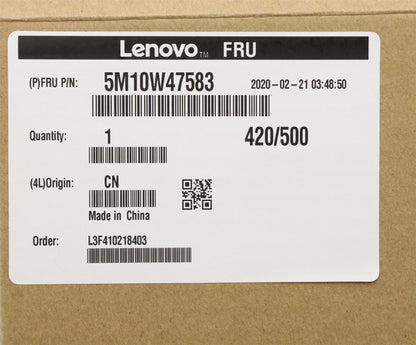 Lenovo™ FRU
(P)FRU P/N: 5M10W47583 2020-02-21 03:48:50
Quantity: 1 420/500
(4L)Origin: CN
Made in China
Order: L3F410218403